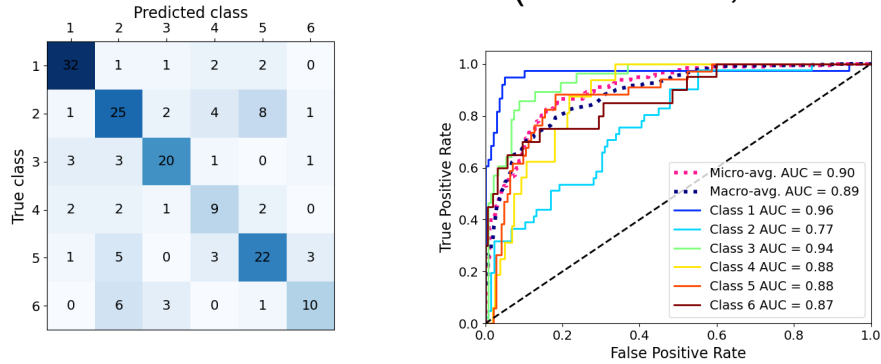 Predicted class
1 2 3 4 5 6
True class
1 32 1 1 2 2 0
2 1 25 2 4 8 1
3 3 3 20 1 0 1
4 2 2 1 9 2 0
5 1 5 0 3 22 3
6 0 6 3 0 1 10
True Positive Rate
1.0
0.8
0.6
0.4
0.2
0.0
Micro-avg. AUC = 0.90
Macro-avg. AUC = 0.89
Class 1 AUC = 0.96
Class 2 AUC = 0.77
Class 3 AUC = 0.94
Class 4 AUC = 0.88
Class 5 AUC = 0.88
Class 6 AUC = 0.87
0.0 0.2 0.4 0.6 0.8 1.0
False Positive Rate